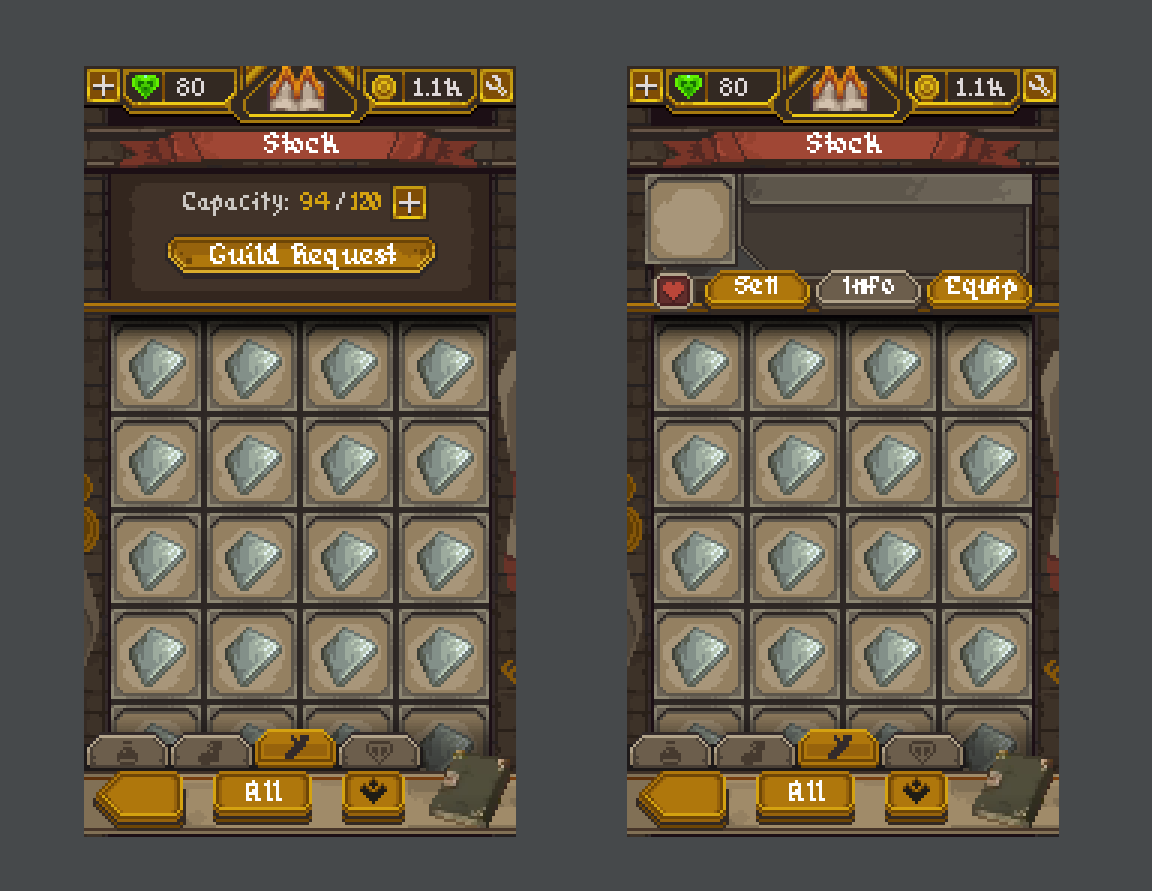 80 1.1k
Stock
Capacity: 94/120
Guild Request
All
80 1.1k
Stock
Sell Info Equip
All